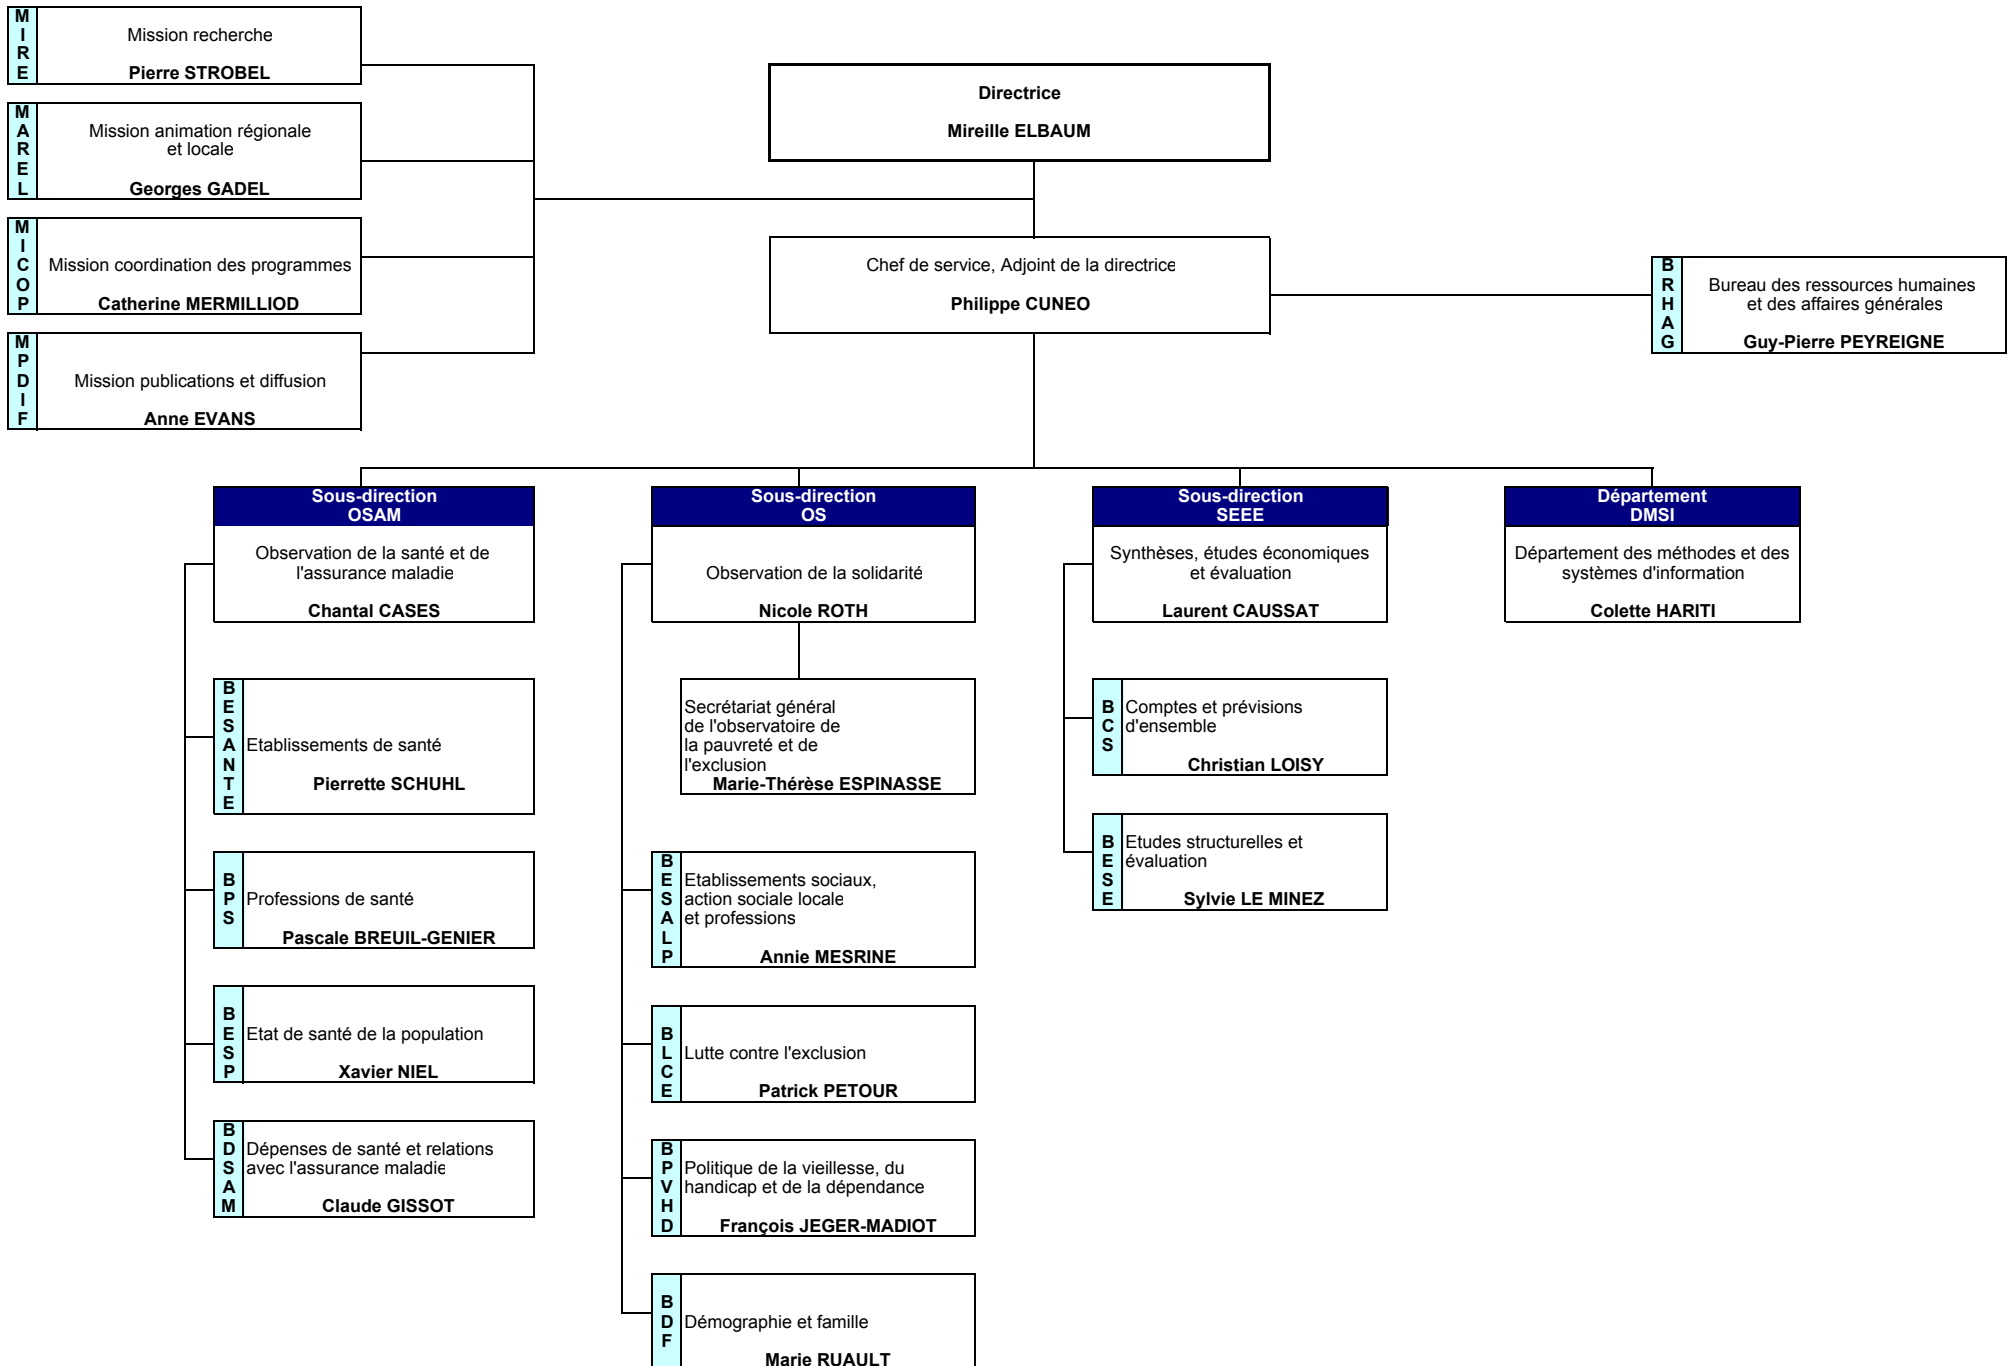 MIRE
Mission recherche
Pierre STROBEL
MAREL
Mission animation régionale
et locale
Georges GADEL
MICOP
Mission coordination des programmes
Catherine MERMILLIOD
MPDIF
Mission publications et diffusion
Anne EVANS
Directrice
Mireille ELBAUM
Chef de service, Adjoint de la directrice
Philippe CUNEO
BRHAG
Bureau des ressources humaines
et des affaires générales
Guy-Pierre PEYREIGNE
Sous-direction
OSAM
Observation de la santé et de
l'assurance maladie
Chantal CASES
BESANTE
Etablissements de santé
Pierrette SCHUHL
BPS
Professions de santé
Pascale BREUIL-GENIER
BESP
Etat de santé de la population
Xavier NIEL
BDSAM
Dépenses de santé et relations
avec l'assurance maladie
Claude GISSOT
Sous-direction
OS
Observation de la solidarité
Nicole ROTH
Secrétariat général
de l'observatoire de
la pauvreté et de
l'exclusion
Marie-Thérèse ESPINASSE
BESALP
Etablissements sociaux,
action sociale locale
et professions
Annie MESRINE
BLCE
Lutte contre l'exclusion
Patrick PETOUR
BPVHD
Politique de la vieillesse, du
handicap et de la dépendance
François JEGER-MADIOT
BDF
Démographie et famille
Marie RUAULT
Sous-direction
SEEE
Synthèses, études économiques
et évaluation
Laurent CAUSSAT
BCS
Comptes et prévisions
d'ensemble
Christian LOISY
BESE
Etudes structurelles et
évaluation
Sylvie LE MINEZ
Département
DMSI
Département des méthodes et des
systèmes d'information
Colette HARITI